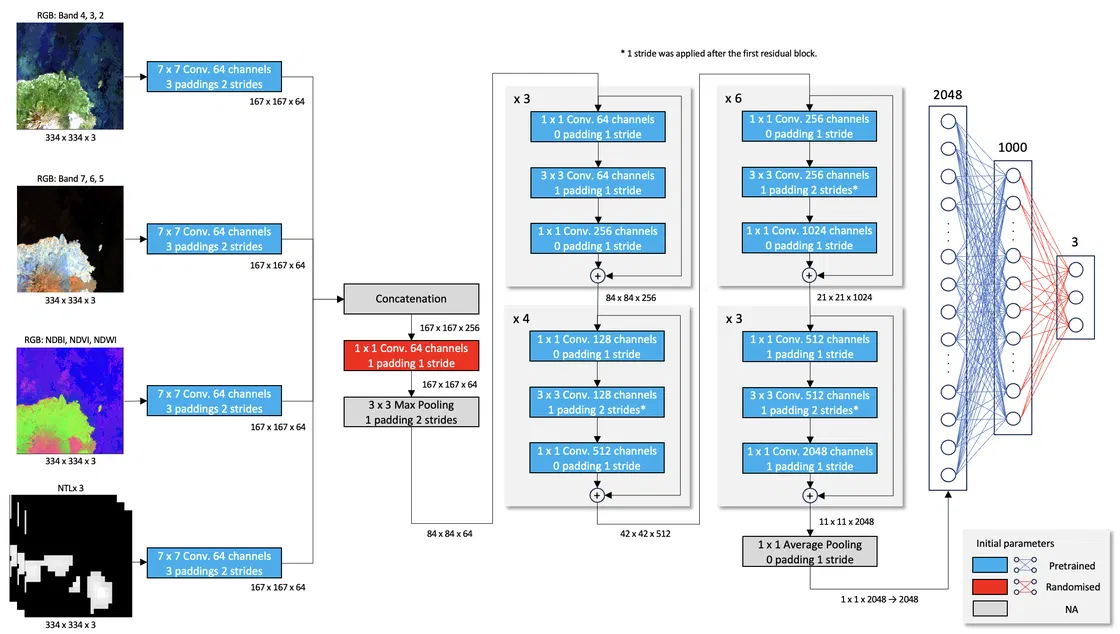 RGB: Band 4, 3, 2
334 x 334 x 3
7 x 7 Conv. 64 channels
3 paddings 2 strides
167 x 167 x 64
RGB: Band 7, 6, 5
334 x 334 x 3
7 x 7 Conv. 64 channels
3 paddings 2 strides
167 x 167 x 64
RGB: NDBI, NDVI, NDWI
334 x 334 x 3
7 x 7 Conv. 64 channels
3 paddings 2 strides
167 x 167 x 64
NTLx 3
334 x 334 x 3
7 x 7 Conv. 64 channels
3 paddings 2 strides
167 x 167 x 64
Concatenation
167 x 167 x 256
1 x 1 Conv. 64 channels
1 padding 1 stride
167 x 167 x 64
3 x 3 Max Pooling
1 padding 2 strides
84 x 84 x 64
* 1 stride was applied after the first residual block.
x 3
1 x 1 Conv. 64 channels
0 padding 1 stride
3 x 3 Conv. 64 channels
1 padding 1 stride
1 x 1 Conv. 256 channels
0 padding 1 stride
+
84 x 84 x 256
x 4
1 x 1 Conv. 128 channels
0 padding 1 stride
3 x 3 Conv. 128 channels
1 padding 2 strides*
1 x 1 Conv. 512 channels
0 padding 1 stride
+
42 x 42 x 512
x 6
1 x 1 Conv. 256 channels
0 padding 1 stride
3 x 3 Conv. 256 channels
1 padding 2 strides*
1 x 1 Conv. 1024 channels
0 padding 1 stride
+
21 x 21 x 1024
x 3
1 x 1 Conv. 512 channels
1 padding 1 stride
3 x 3 Conv. 512 channels
1 padding 2 strides*
1 x 1 Conv. 2048 channels
1 padding 1 stride
+
11 x 11 x 2048
1 x 1 Average Pooling
0 padding 1 stride
1 x 1 x 2048 → 2048
2048
1000
3
Initial parameters
Pretrained
Randomised
NA